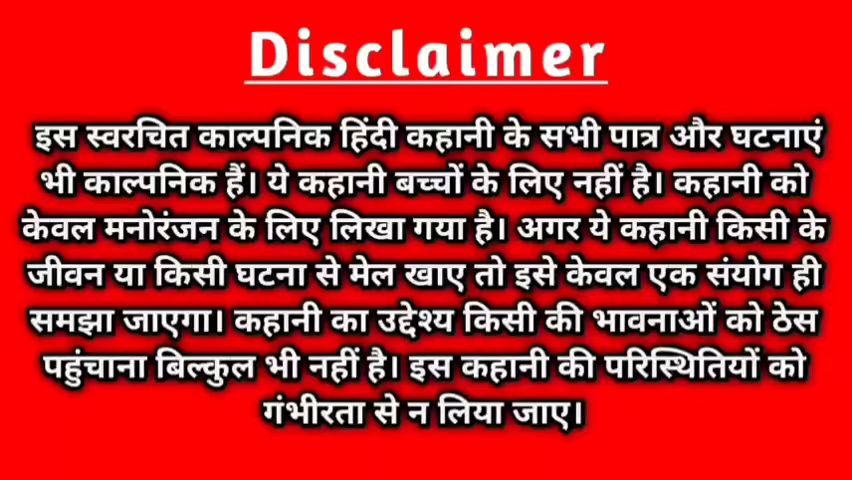 Disclaimer
इस स्वरचित काल्पनिक हिंदी कहानी के सभी पात्र और घटनाएं
भी काल्पनिक हैं। ये कहानी बच्चों के लिए नहीं है। कहानी को
केवल मनोरंजन के लिए लिखा गया है। अगर ये कहानी किसी के
जीवन या किसी घटना से मेल खाए तो इसे केवल एक संयोग ही
समझा जाएगा। कहानी का उद्देश्य किसी की भावनाओं को ठेस
पहुंचाना बिल्कुल भी नहीं है। इस कहानी की परिस्थितियों को
गंभीरता से न लिया जाए।